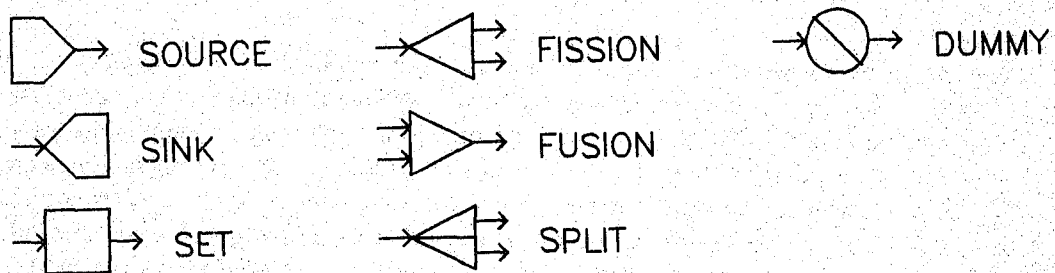 SOURCE
FISSION
DUMMY
SINK
FUSION
SET
SPLIT